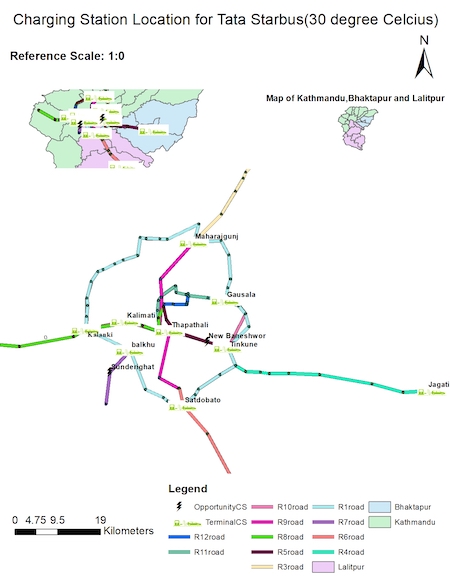 Charging Station Location for Tata Starbus(30 degree Celcius)
Reference Scale: 1:0
N
Map of Kathmandu,Bhaktapur and Lalitpur
Maharajgunj
Gausala
Kalimati
Thapathali
Kalanki
New Baneshwor
balkhu
Tinkune
Sunderighat
Jagati
Satdobato
Legend
OpportunityCS
TerminalCS
R12road
R11road
R10road
R9road
R8road
R5road
R3road
R1road
R7road
R6road
R4road
Lalitpur
Bhaktapur
Kathmandu
0 4.75 9.5 19
Kilometers